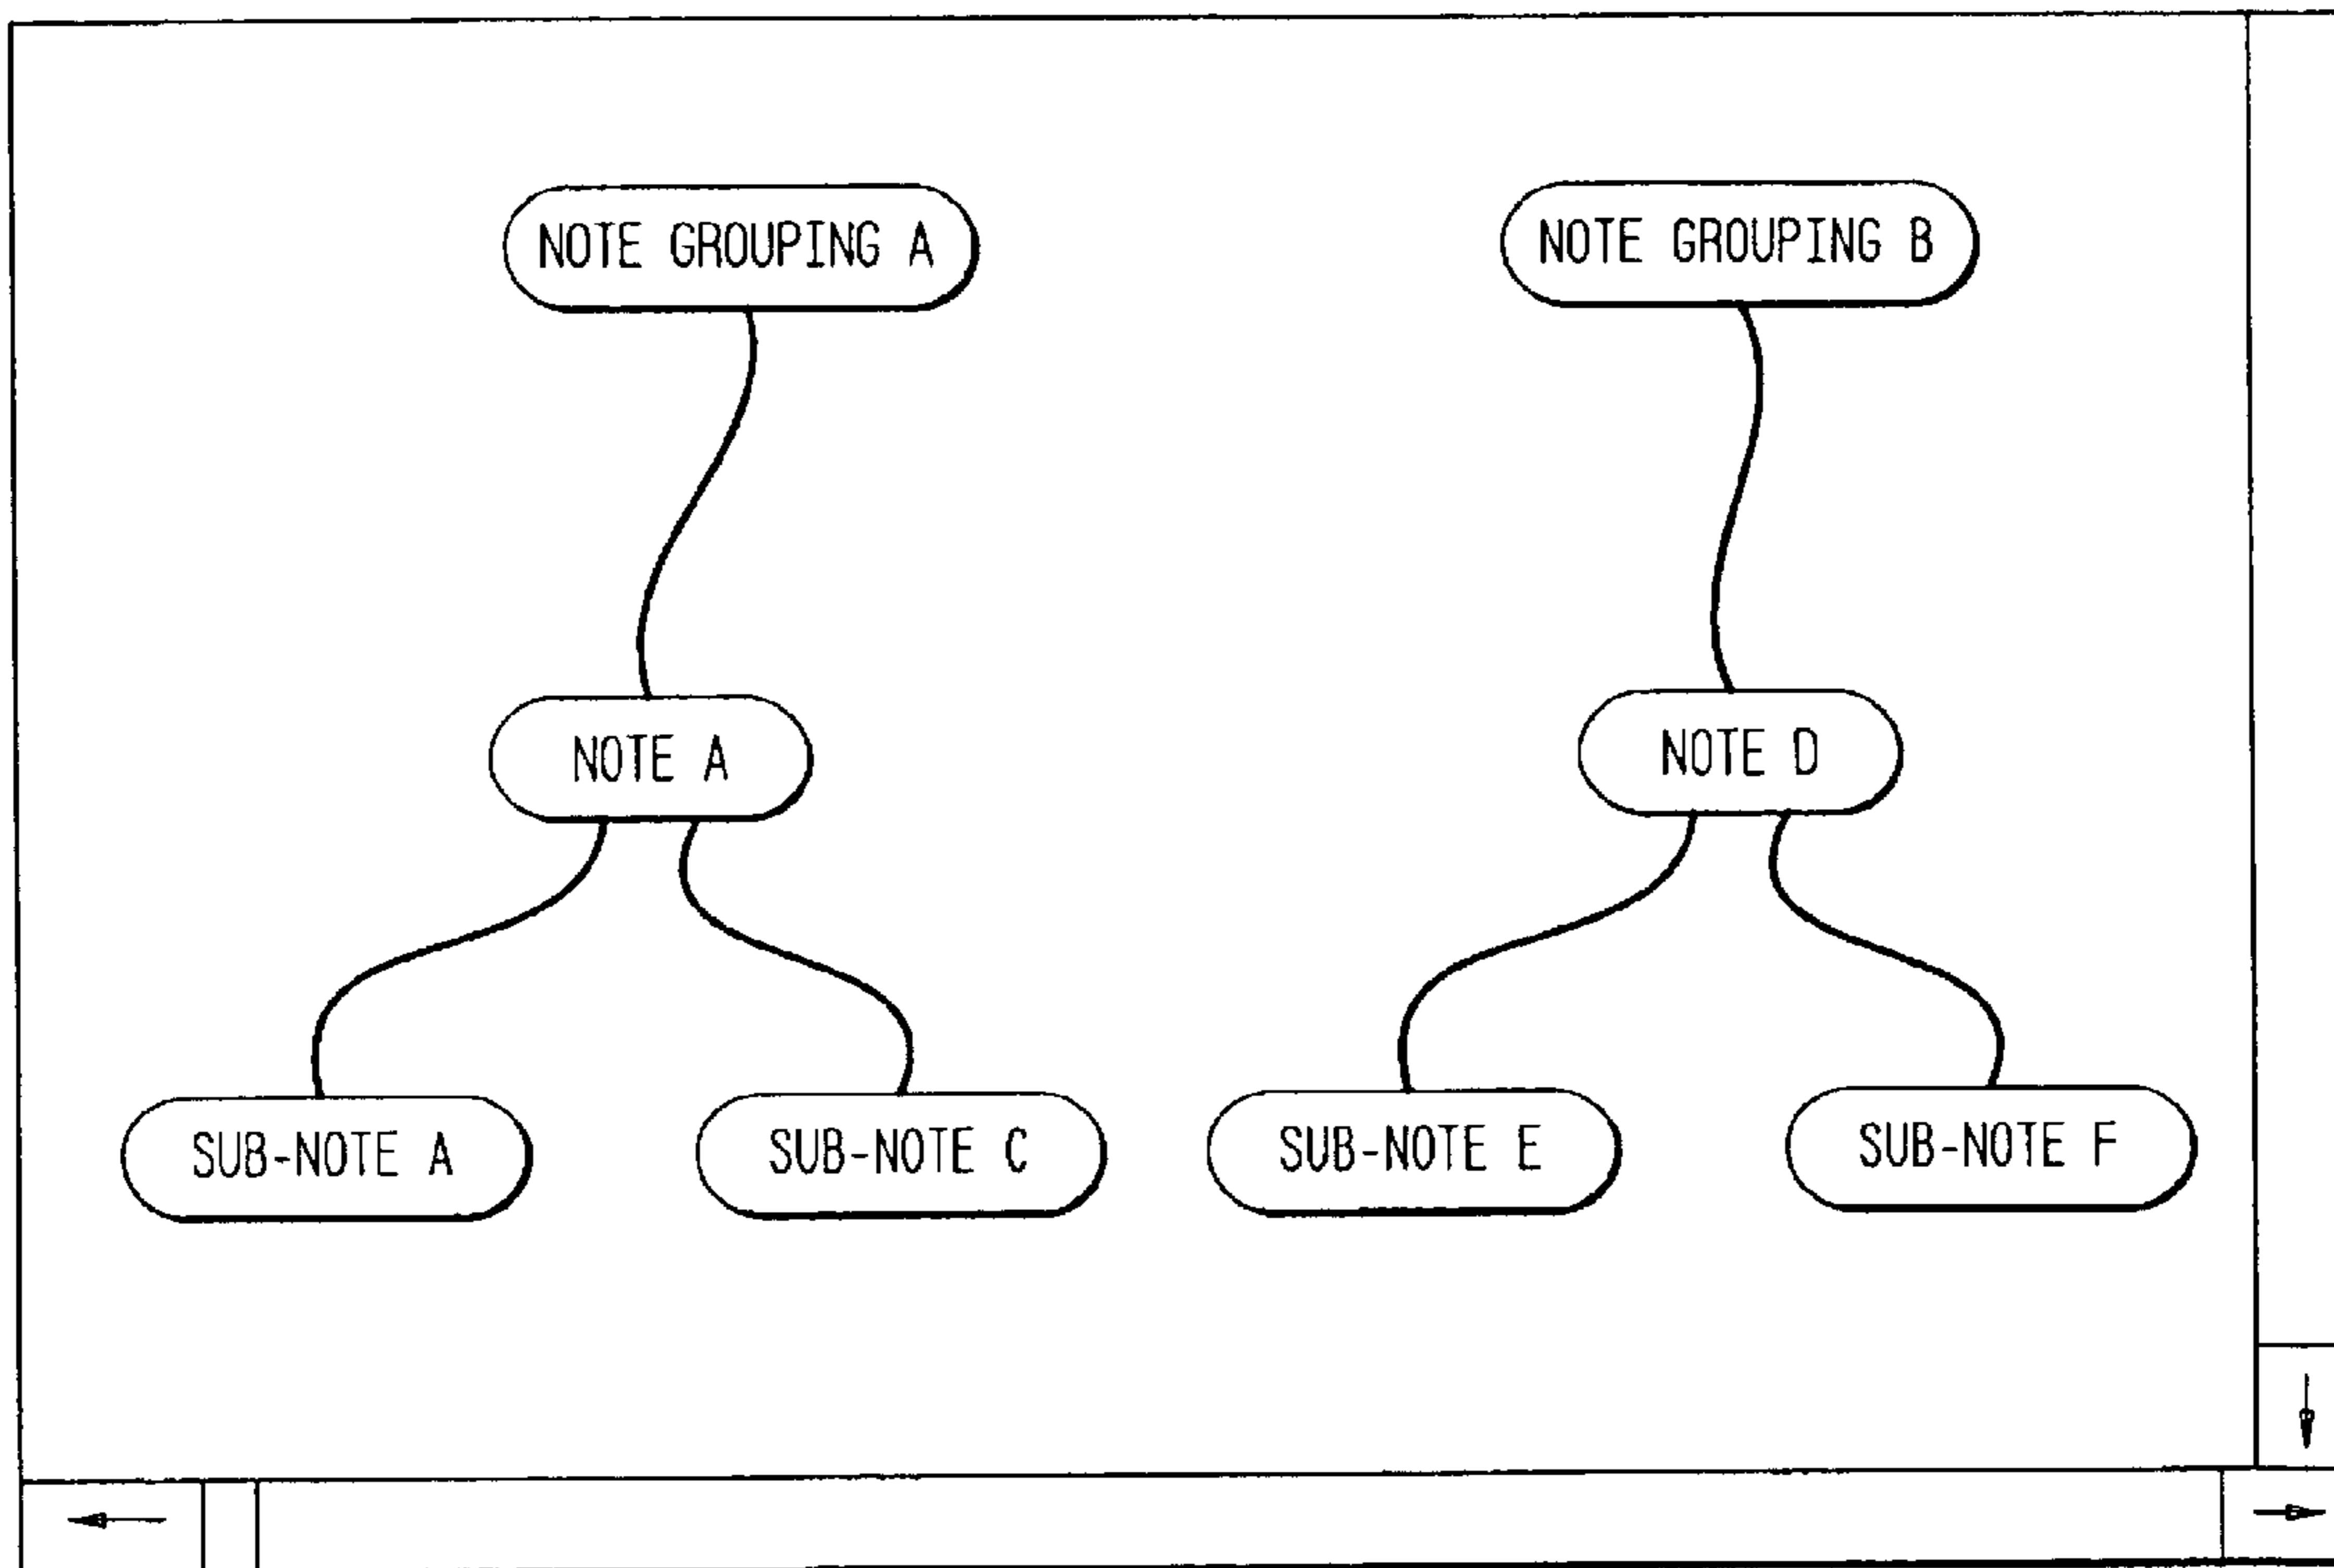 NOTE GROUPING A
NOTE GROUPING B
NOTE A
NOTE D
SUB-NOTE A
SUB-NOTE C
SUB-NOTE E
SUB-NOTE F